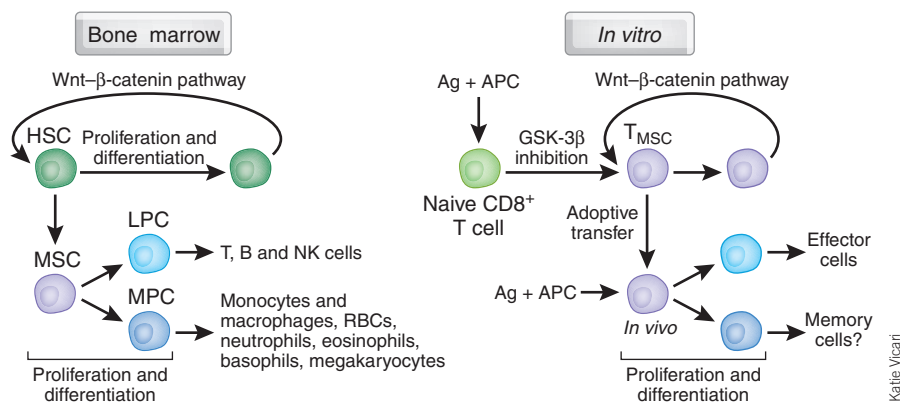 Bone marrow
Wnt–β-catenin pathway
HSC
Proliferation and
differentiation
MSC
LPC
T, B and NK cells
MPC
Monocytes and
macrophages, RBCs,
neutrophils, eosinophils,
basophils, megakaryocytes
Proliferation and
differentiation
In vitro
Ag + APC
Wnt–β-catenin pathway
GSK-3β
inhibition
TMSC
Naive CD8+
T cell
Adoptive
transfer
Ag + APC
In vivo
Effector
cells
Memory
cells?
Proliferation and
differentiation
Katie Vicari